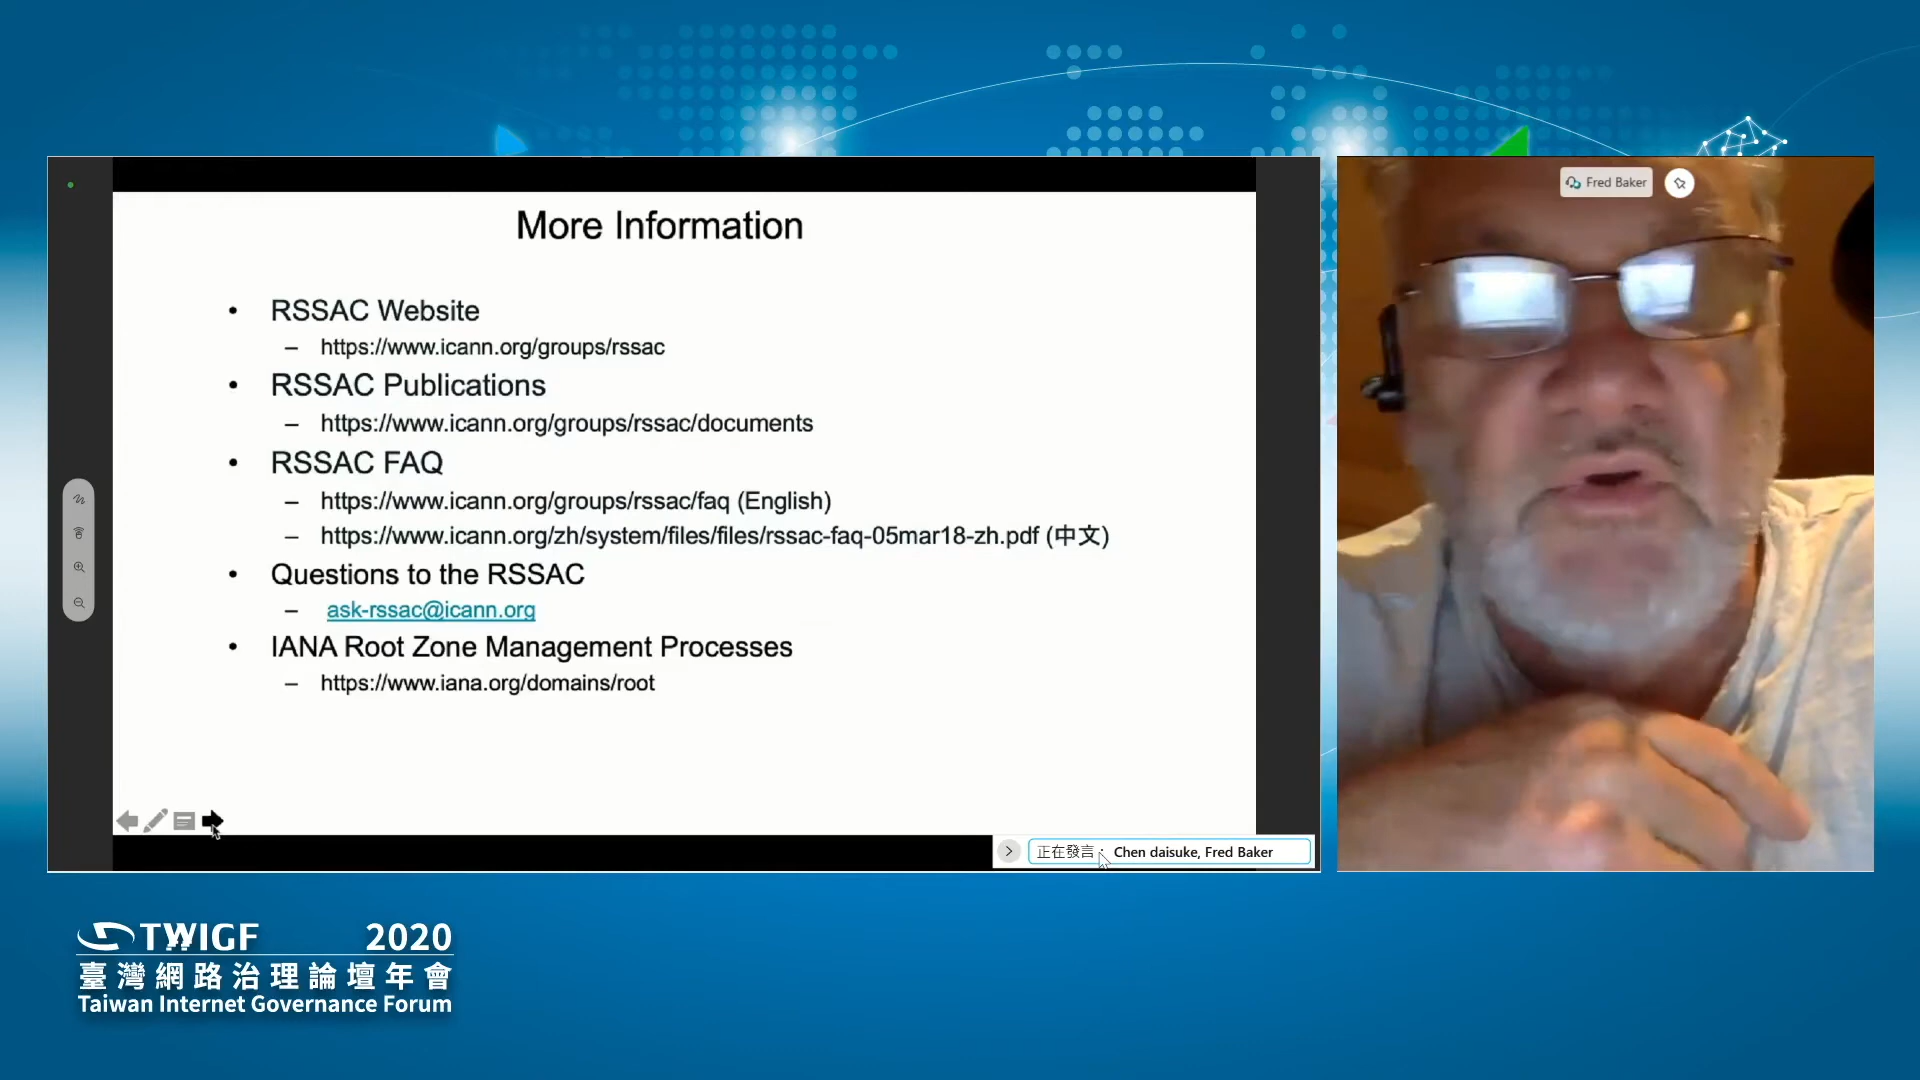 More Information
• RSSAC Website
– https://www.icann.org/groups/rssac
• RSSAC Publications
– https://www.icann.org/groups/rssac/documents
• RSSAC FAQ
– https://www.icann.org/groups/rssac/faq (English)
– https://www.icann.org/zh/system/files/files/rssac-faq-05mar18-zh.pdf (中文)
• Questions to the RSSAC
– ask-rssac@icann.org
• IANA Root Zone Management Processes
– https://www.iana.org/domains/root
正在發言: Chen daisuke, Fred Baker
Fred Baker
TWIGF 2020
臺灣網路治理論壇年會
Taiwan Internet Governance Forum